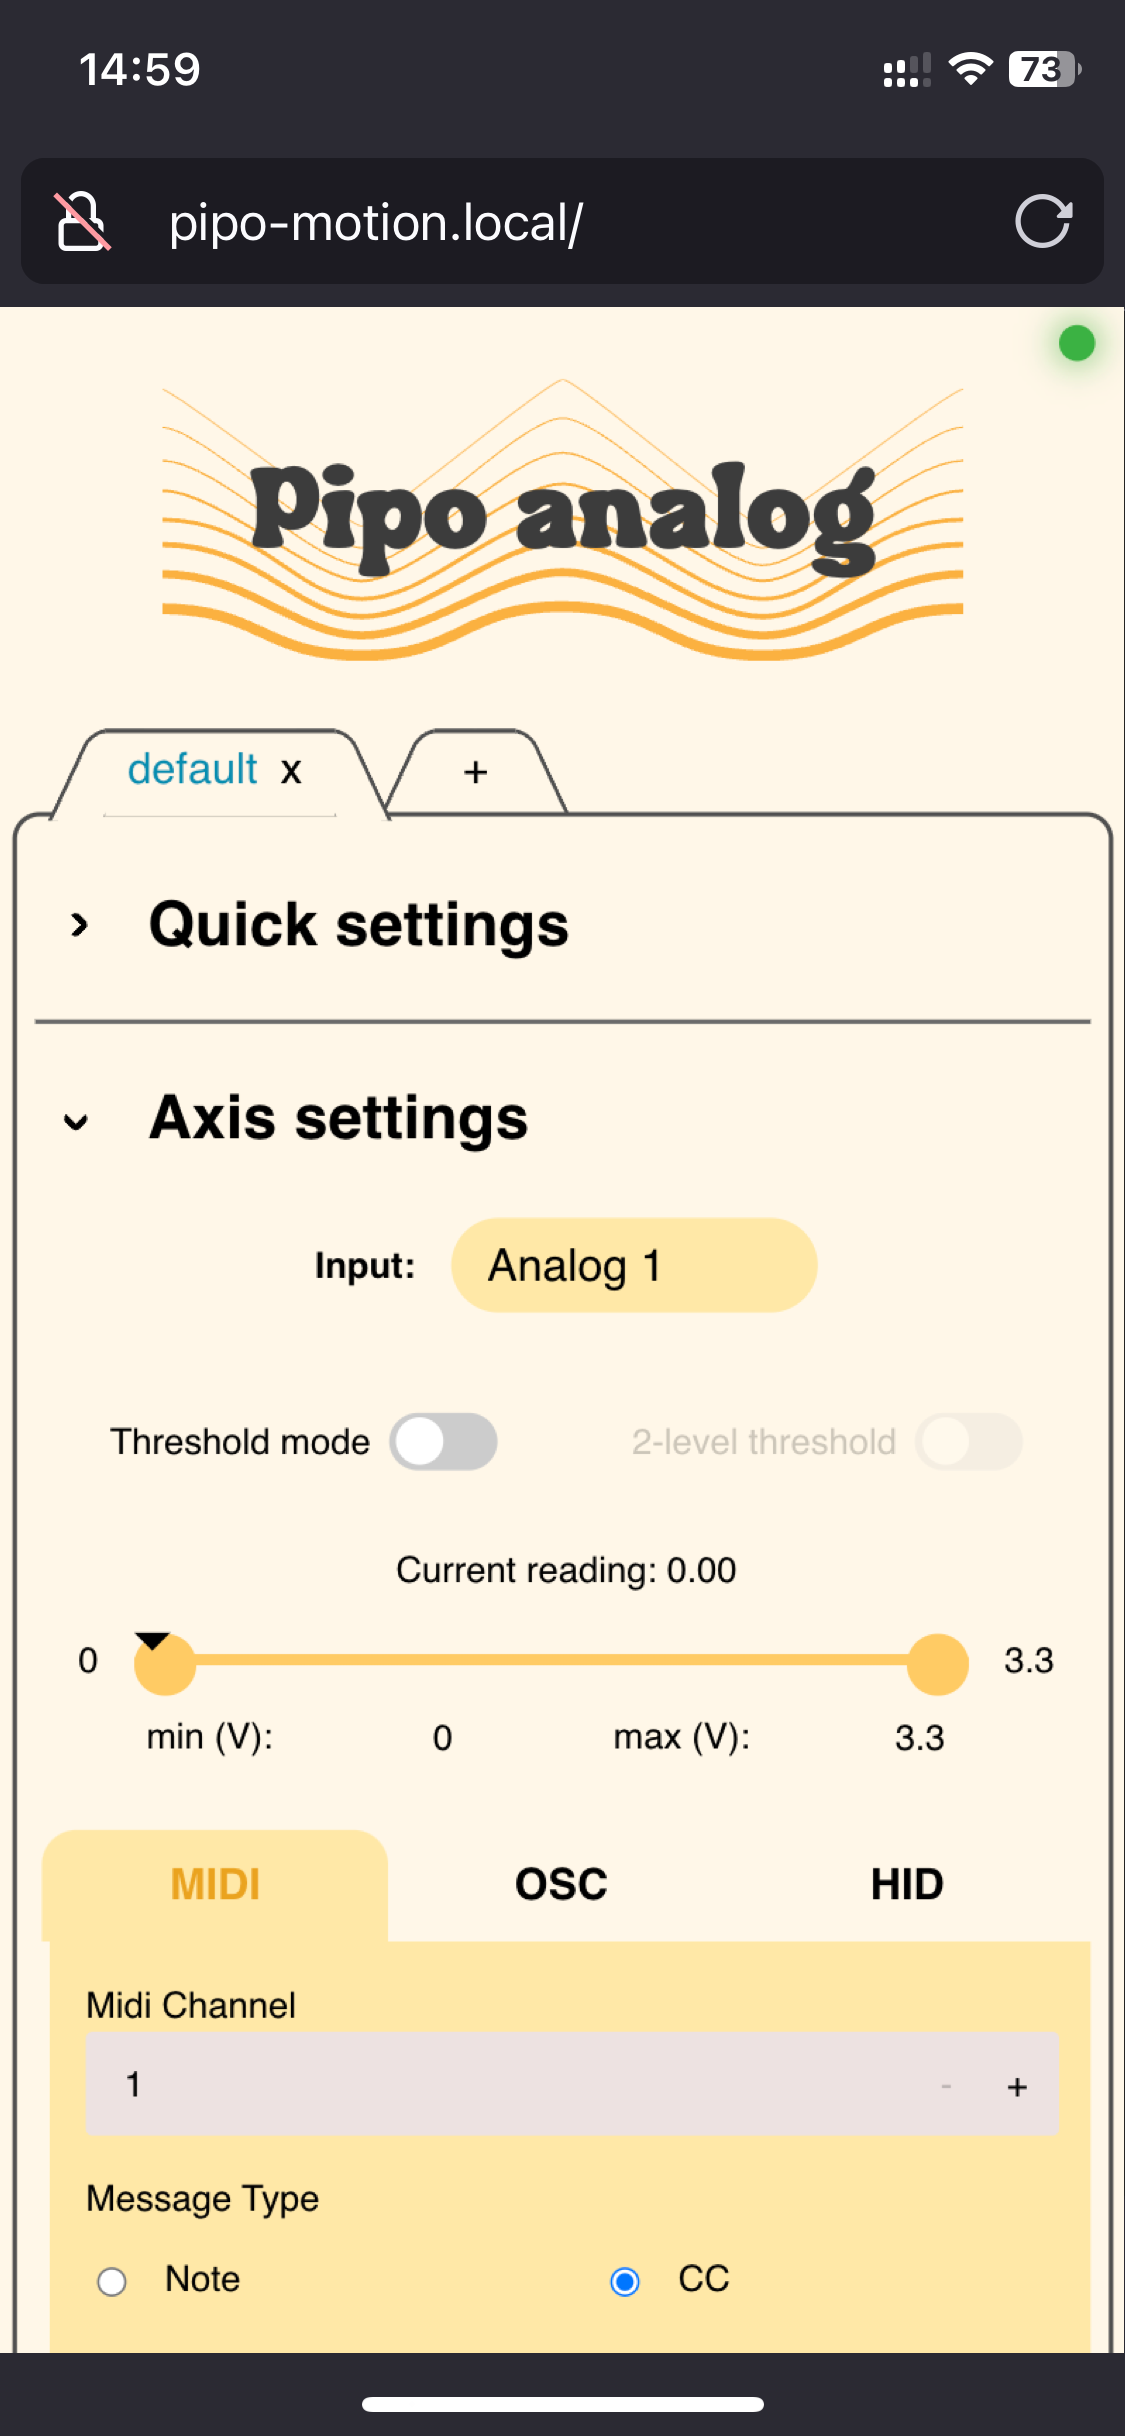 14:59
73
pipo-motion.local/
Pipo analog
default x +
Quick settings
Axis settings
Input: Analog 1
Threshold mode 2-level threshold
Current reading: 0.00
0 3.3
min (V): 0 max (V): 3.3
MIDI OSC HID
Midi Channel
1 - +
Message Type
Note CC